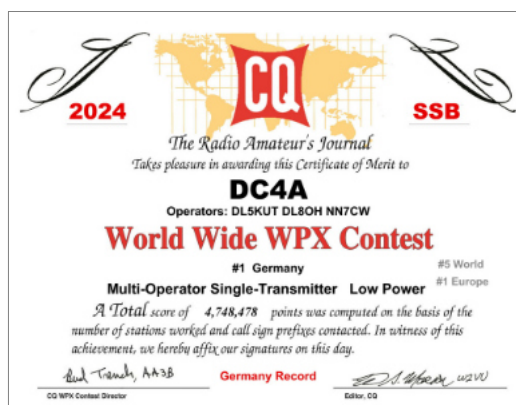 2024
CQ
SSB
The Radio Amateur's Journal
Takes pleasure in awarding this Certificate of Merit to
DC4A
Operators: DL5KUT DL8OH NN7CW
World Wide WPX Contest
#1 Germany
#5 World
#1 Europe
Multi-Operator Single-Transmitter Low Power
A Total score of 4,748,478 points was computed on the basis of the
number of stations worked and call sign prefixes contacted. In witness of this
achievement, we hereby affix our signatures on this day.
AA3B
Germany Record
W2VU
CQ WPX Contest Director
Editor, CQ